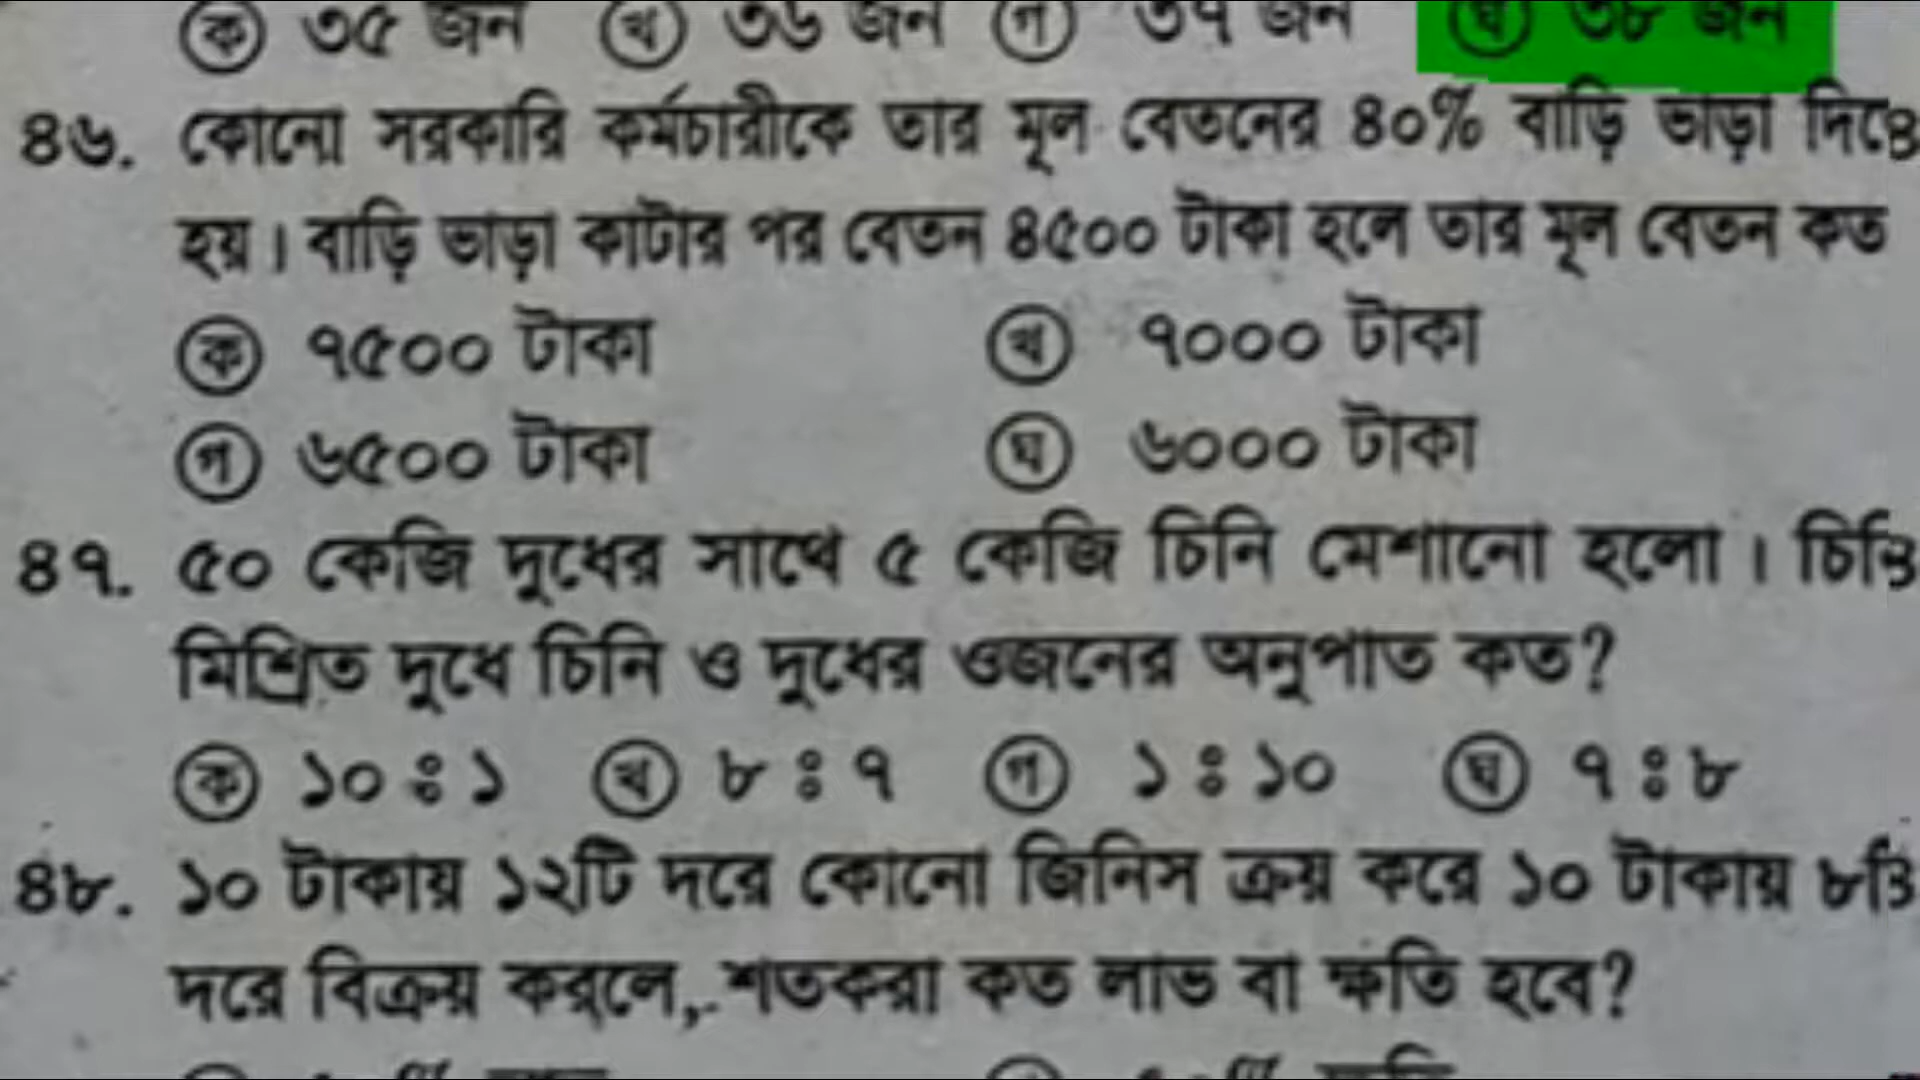 ক ৩৫ জন খ ৩৬ জন গ ৩৭ জন ঘ ৩৮ জন
৪৬. কোনো সরকারি কর্মচারীকে তার মূল বেতনের ৪০% বাড়ি ভাড়া
হয়। বাড়ি ভাড়া কাটার পর বেতন ৪৫০০ টাকা হলে তার মূল বেতন কত
ক ৭৫০০ টাকা খ ৭০০০ টাকা
গ ৬৫০০ টাকা ঘ ৬০০০ টাকা
৪৭. ৫০ কেজি দুধের সাথে ৫ কেজি চিনি মেশানো হলো।
মিশ্রিত দুধে চিনি ও দুধের ওজনের অনুপাত কত?
ক ১০ ঃ ১ খ ৮ ঃ ৭ গ ১ ঃ ১০ ঘ ৭ ঃ ৮
৪৮. ১০ টাকায় ১২টি দরে কোনো জিনিস ক্রয় করে ১০ টাকায়
দরে বিক্রয় করলে, শতকরা কত লাভ বা ক্ষতি হবে?